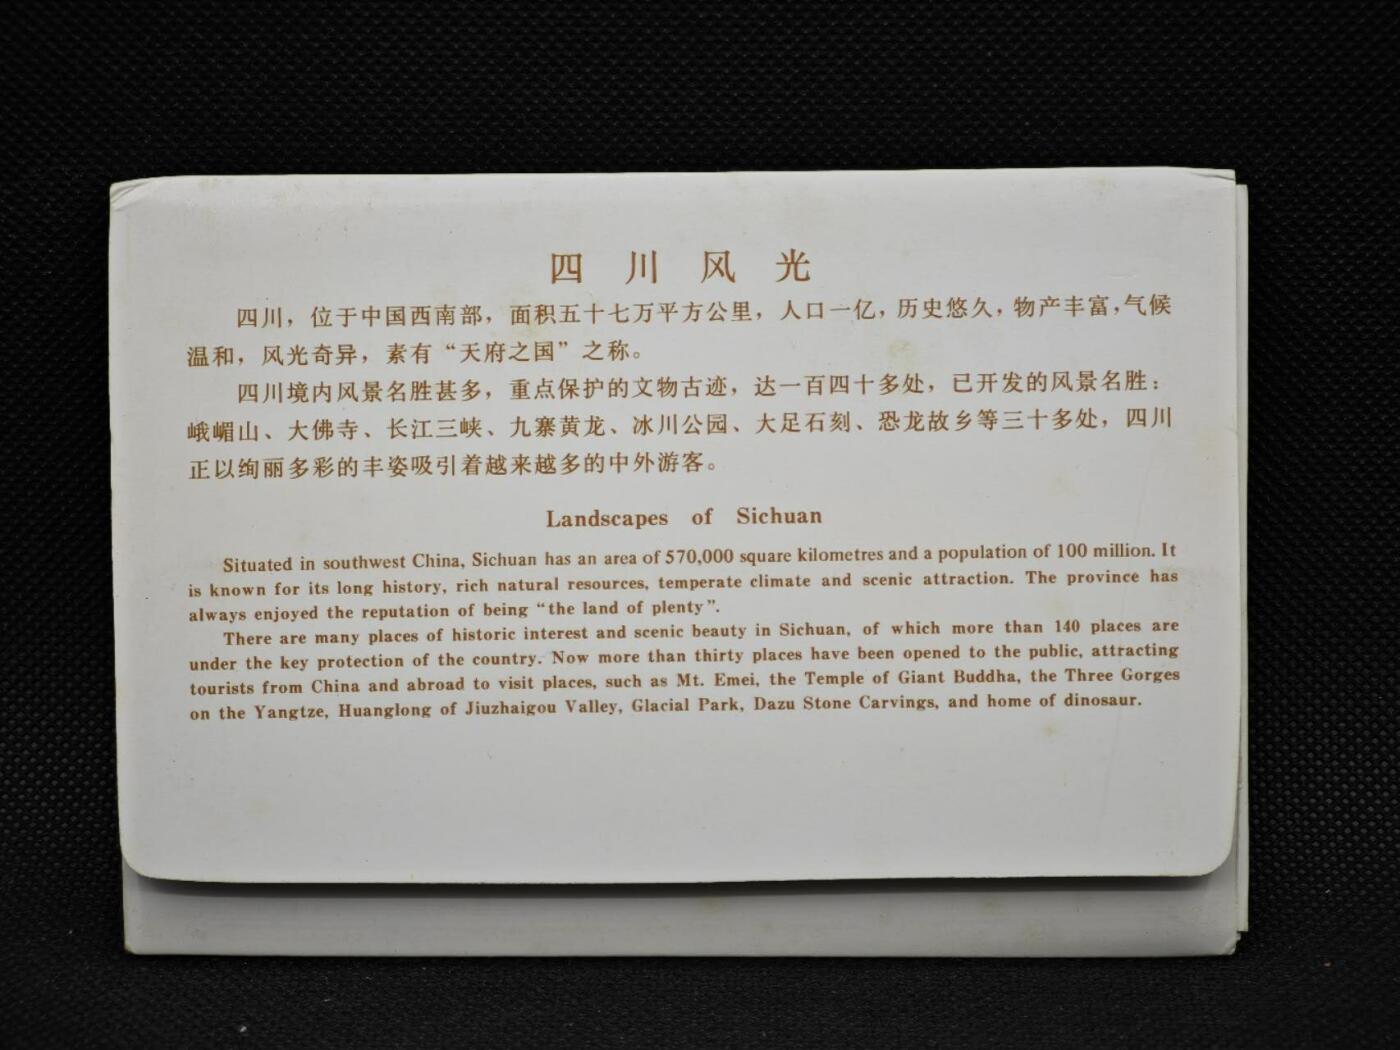 四川风光
四川，位于中国西南部，面积五十七万平方公里，人口一亿，历史悠久，物产丰富，气候
温和，风光奇异，素有“天府之国”之称。
四川境内风景名胜甚多，重点保护的文物古迹，达一百四十多处，已开发的风景名胜：
峨嵋山、大佛寺、长江三峡、九寨黄龙、冰川公园、大足石刻、恐龙故乡等三十多处，四川
正以绚丽多彩的丰姿吸引着越来越多的中外游客。
Landscapes of Sichuan
Situated in southwest China, Sichuan has an area of 570,000 square kilometres and a population of 100 million. It
is known for its long history, rich natural resources, temperate climate and scenic attraction. The province has
always enjoyed the reputation of being “the land of plenty”.
There are many places of historic interest and scenic beauty in Sichuan, of which more than 140 places are
under the key protection of the country. Now more than thirty places have been opened to the public, attracting
tourists from China and abroad to visit places, such as Mt. Emei, the Temple of Giant Buddha, the Three Gorges
on the Yangtze, Huanglong of Jiuzhaigou Valley, Glacial Park, Dazu Stone Carvings, and home of dinosaur.